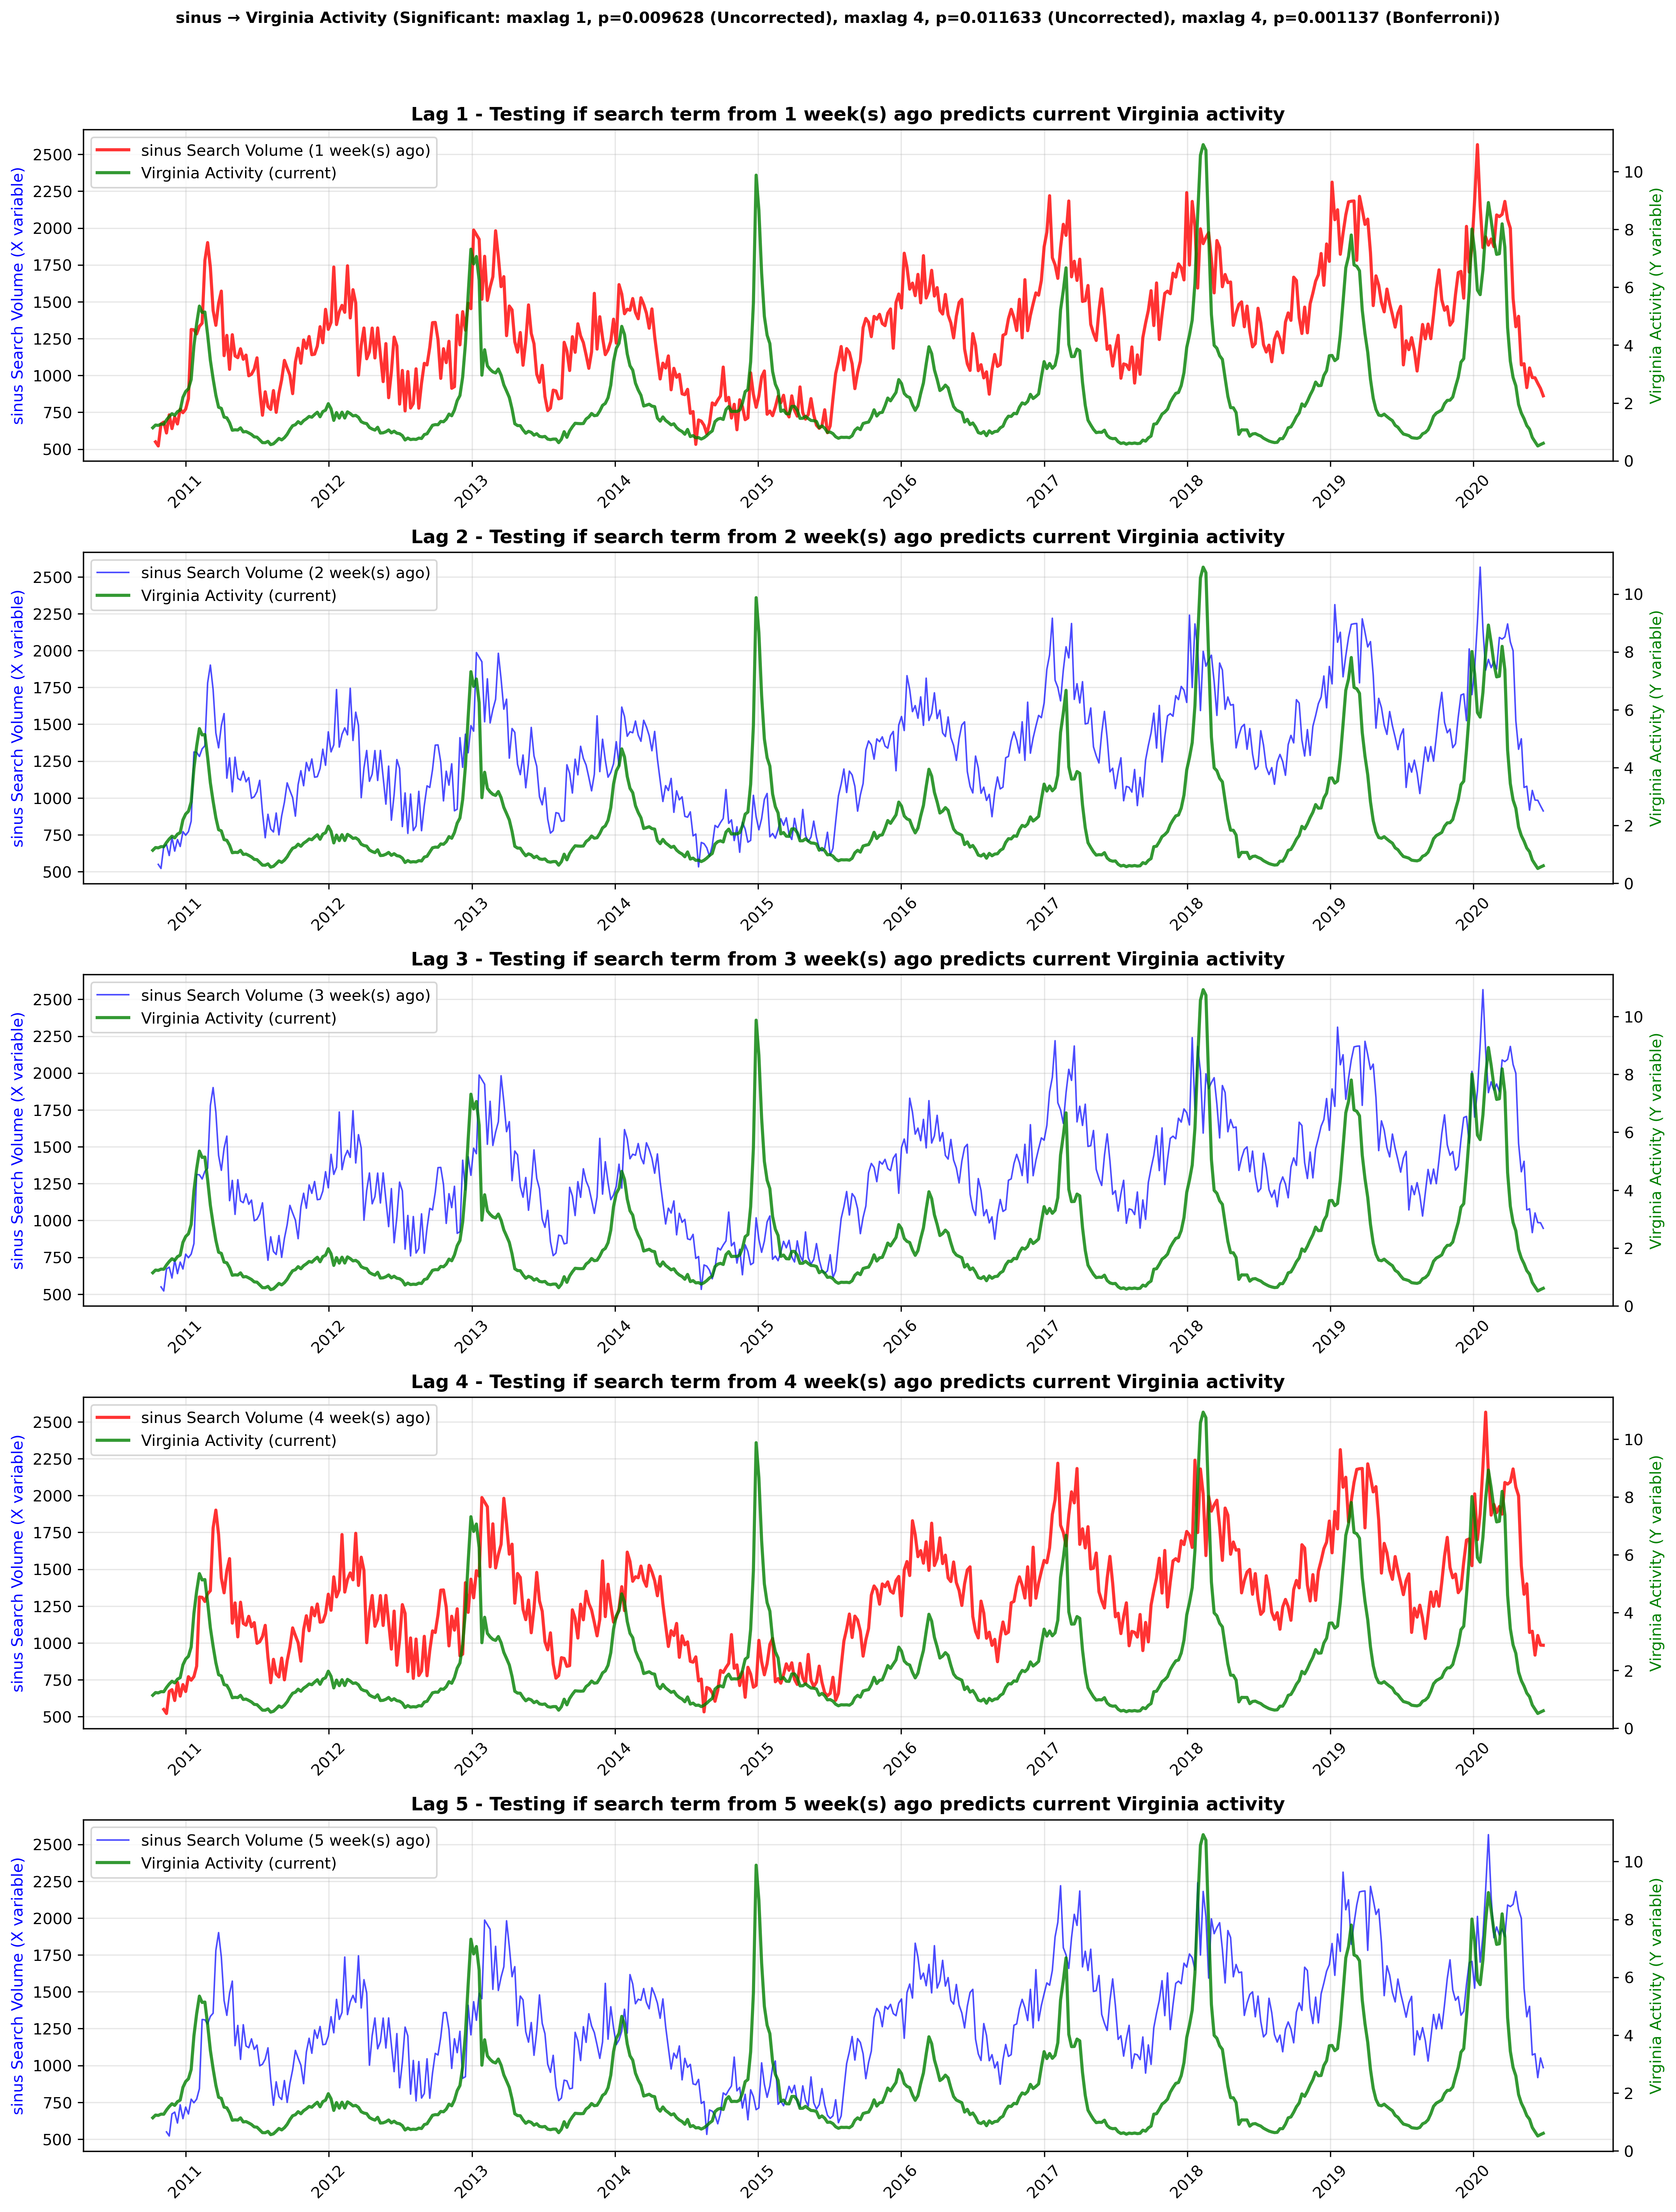 sinus → Virginia Activity (Significant: maxlag 1, p=0.009628 (Uncorrected), maxlag 4, p=0.011633 (Uncorrected), maxlag 4, p=0.001137 (Bonferroni))
Lag 1 - Testing if search term from 1 week(s) ago predicts current Virginia activity
sinus Search Volume (1 week(s) ago)
Virginia Activity (current)
sinus Search Volume (X variable)
2500
2250
2000
1750
1500
1250
1000
750
500
10
8
6
4
2
0
Virginia Activity (Y variable)
2011 2012 2013 2014 2015 2016 2017 2018 2019 2020
Lag 2 - Testing if search term from 2 week(s) ago predicts current Virginia activity
sinus Search Volume (2 week(s) ago)
Virginia Activity (current)
sinus Search Volume (X variable)
2500
2250
2000
1750
1500
1250
1000
750
500
10
8
6
4
2
0
Virginia Activity (Y variable)
2011 2012 2013 2014 2015 2016 2017 2018 2019 2020
Lag 3 - Testing if search term from 3 week(s) ago predicts current Virginia activity
sinus Search Volume (3 week(s) ago)
Virginia Activity (current)
sinus Search Volume (X variable)
2500
2250
2000
1750
1500
1250
1000
750
500
10
8
6
4
2
0
Virginia Activity (Y variable)
2011 2012 2013 2014 2015 2016 2017 2018 2019 2020
Lag 4 - Testing if search term from 4 week(s) ago predicts current Virginia activity
sinus Search Volume (4 week(s) ago)
Virginia Activity (current)
sinus Search Volume (X variable)
2500
2250
2000
1750
1500
1250
1000
750
500
10
8
6
4
2
0
Virginia Activity (Y variable)
2011 2012 2013 2014 2015 2016 2017 2018 2019 2020
Lag 5 - Testing if search term from 5 week(s) ago predicts current Virginia activity
sinus Search Volume (5 week(s) ago)
Virginia Activity (current)
sinus Search Volume (X variable)
2500
2250
2000
1750
1500
1250
1000
750
500
10
8
6
4
2
0
Virginia Activity (Y variable)
2011 2012 2013 2014 2015 2016 2017 2018 2019 2020